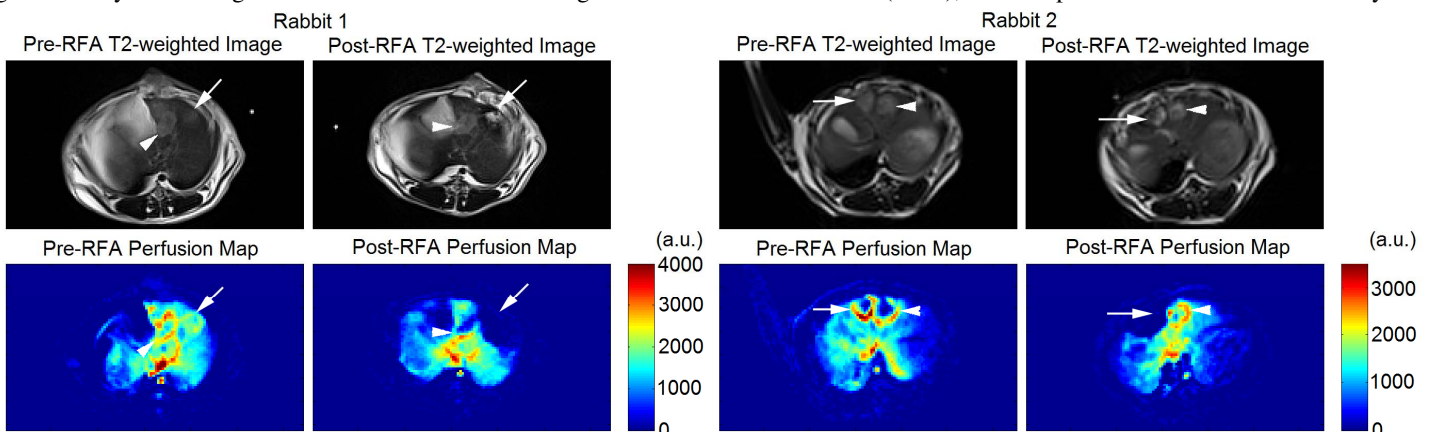 Rabbit 1
Pre-RFA T2-weighted Image
Post-RFA T2-weighted Image
Rabbit 2
Pre-RFA T2-weighted Image
Post-RFA T2-weighted Image
Pre-RFA Perfusion Map
Post-RFA Perfusion Map
(a.u.)
4000
3000
2000
1000
0
Pre-RFA Perfusion Map
Post-RFA Perfusion Map
(a.u.)
3000
2000
1000
0